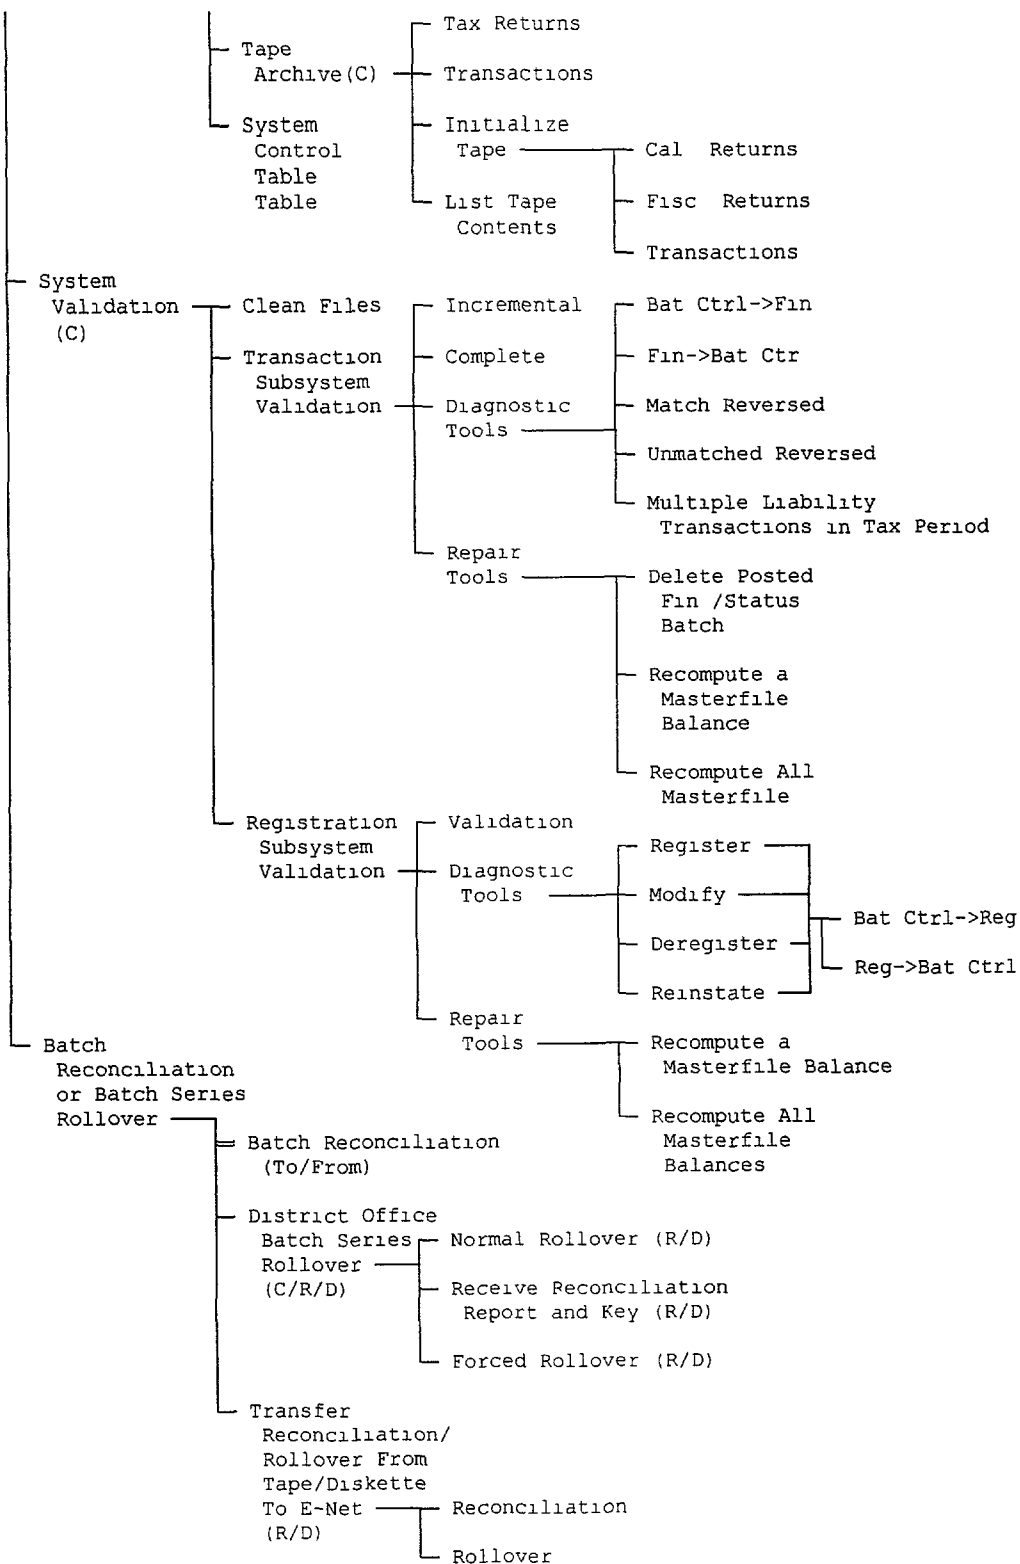 Tax Returns
Tape
Archive(C)
Transactions
System
Control
Table
Table
Initialize
Tape
Cal Returns
List Tape
Contents
Fisc Returns
Transactions
System
Validation
(C)
Clean Files
Incremental
Bat Ctrl->Fin
Transaction
Subsystem
Validation
Complete
Fin->Bat Ctr
Diagnostic
Tools
Match Reversed
Unmatched Reversed
Multiple Liability
Transactions in Tax Period
Repair
Tools
Delete Posted
Fin /Status
Batch
Recompute a
Masterfile
Balance
Recompute All
Masterfile
Registration
Subsystem
Validation
Validation
Diagnostic
Tools
Register
Modify
Deregister
Reinstate
Bat Ctrl->Reg
Reg->Bat Ctrl
Repair
Tools
Recompute a
Masterfile Balance
Recompute All
Masterfile
Balances
Batch
Reconciliation
or Batch Series
Rollover
Batch Reconciliation
(To/From)
District Office
Batch Series
Rollover
(C/R/D)
Normal Rollover (R/D)
Receive Reconciliation
Report and Key (R/D)
Forced Rollover (R/D)
Transfer
Reconciliation/
Rollover From
Tape/Diskette
To E-Net
(R/D)
Reconciliation
Rollover